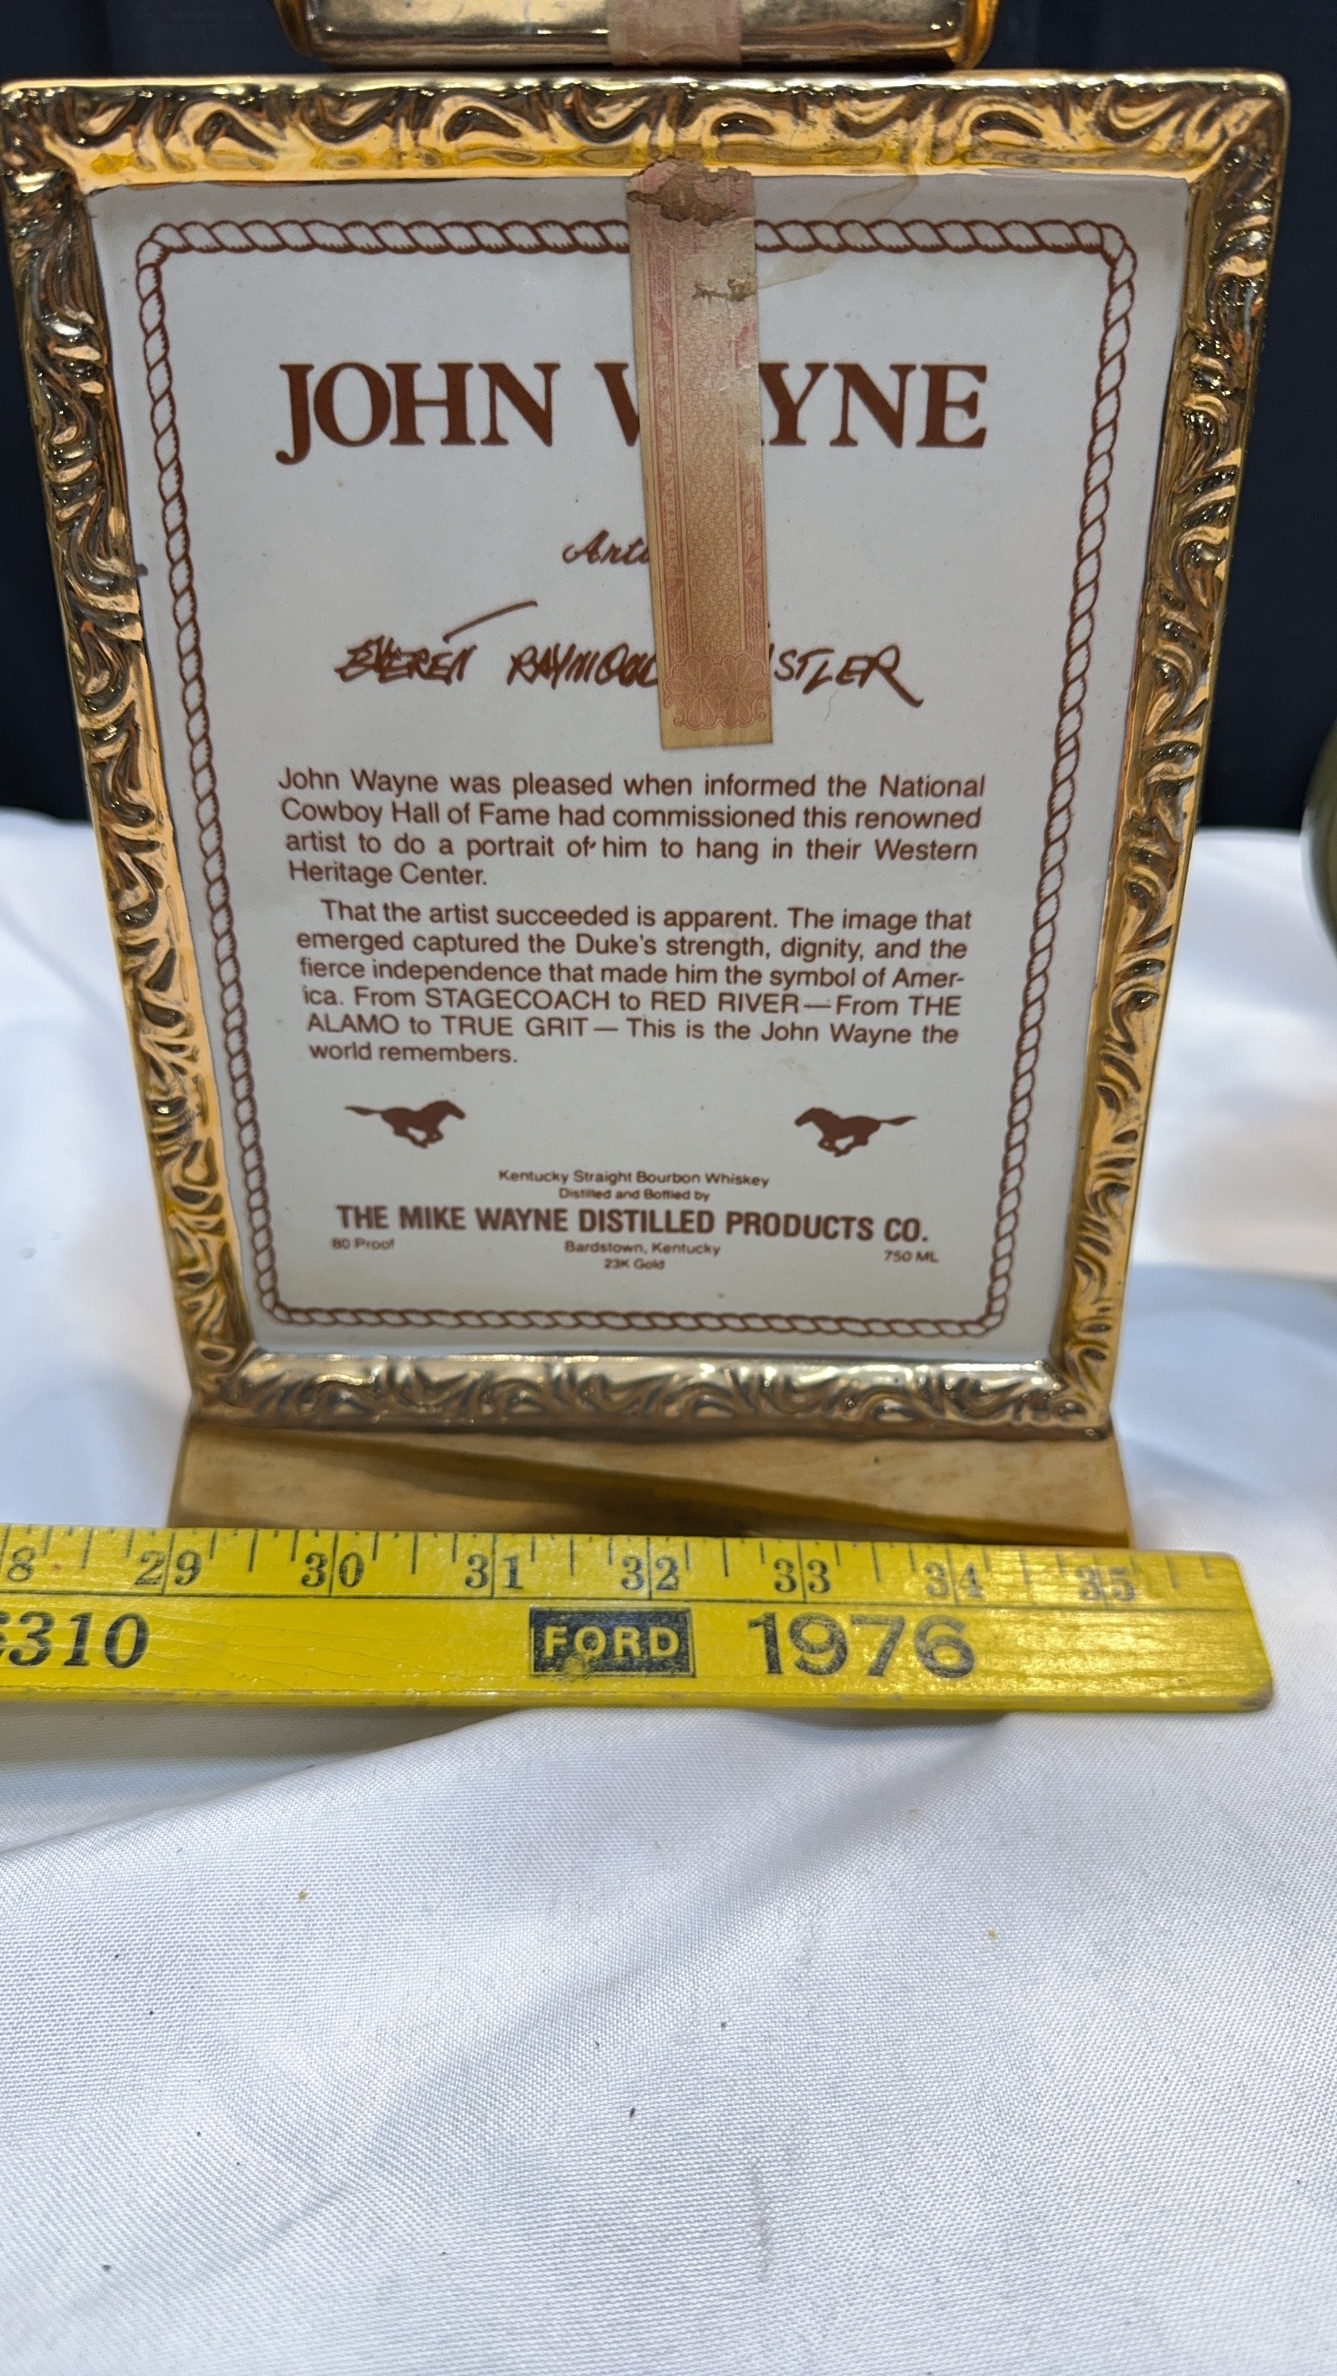 JOHN W YNE
Arti
EVERETT RAYMOND STLER
John Wayne was pleased when informed the National
Cowboy Hall of Fame had commissioned this renowned
artist to do a portrait of him to hang in their Western
Heritage Center.
That the artist succeeded is apparent. The image that
emerged captured the Duke's strength, dignity, and the
fierce independence that made him the symbol of Amer-
ica. From STAGECOACH to RED RIVER — From THE
ALAMO to TRUE GRIT — This is the John Wayne the
world remembers.
Kentucky Straight Bourbon Whiskey
Distilled and Bottled by
THE MIKE WAYNE DISTILLED PRODUCTS CO.
80 Proof Bardstown, Kentucky 750 ML
23K Gold
8 29 30 31 32 33 34 35
310 FORD 1976